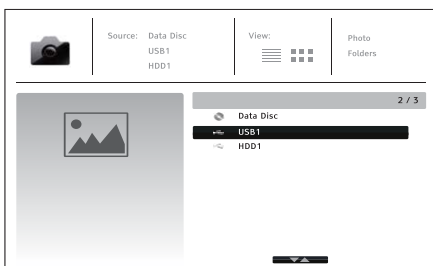 Source: Data Disc
USB1
HDD1
View:
Photo
Folders
2 / 3
Data Disc
USB1
HDD1